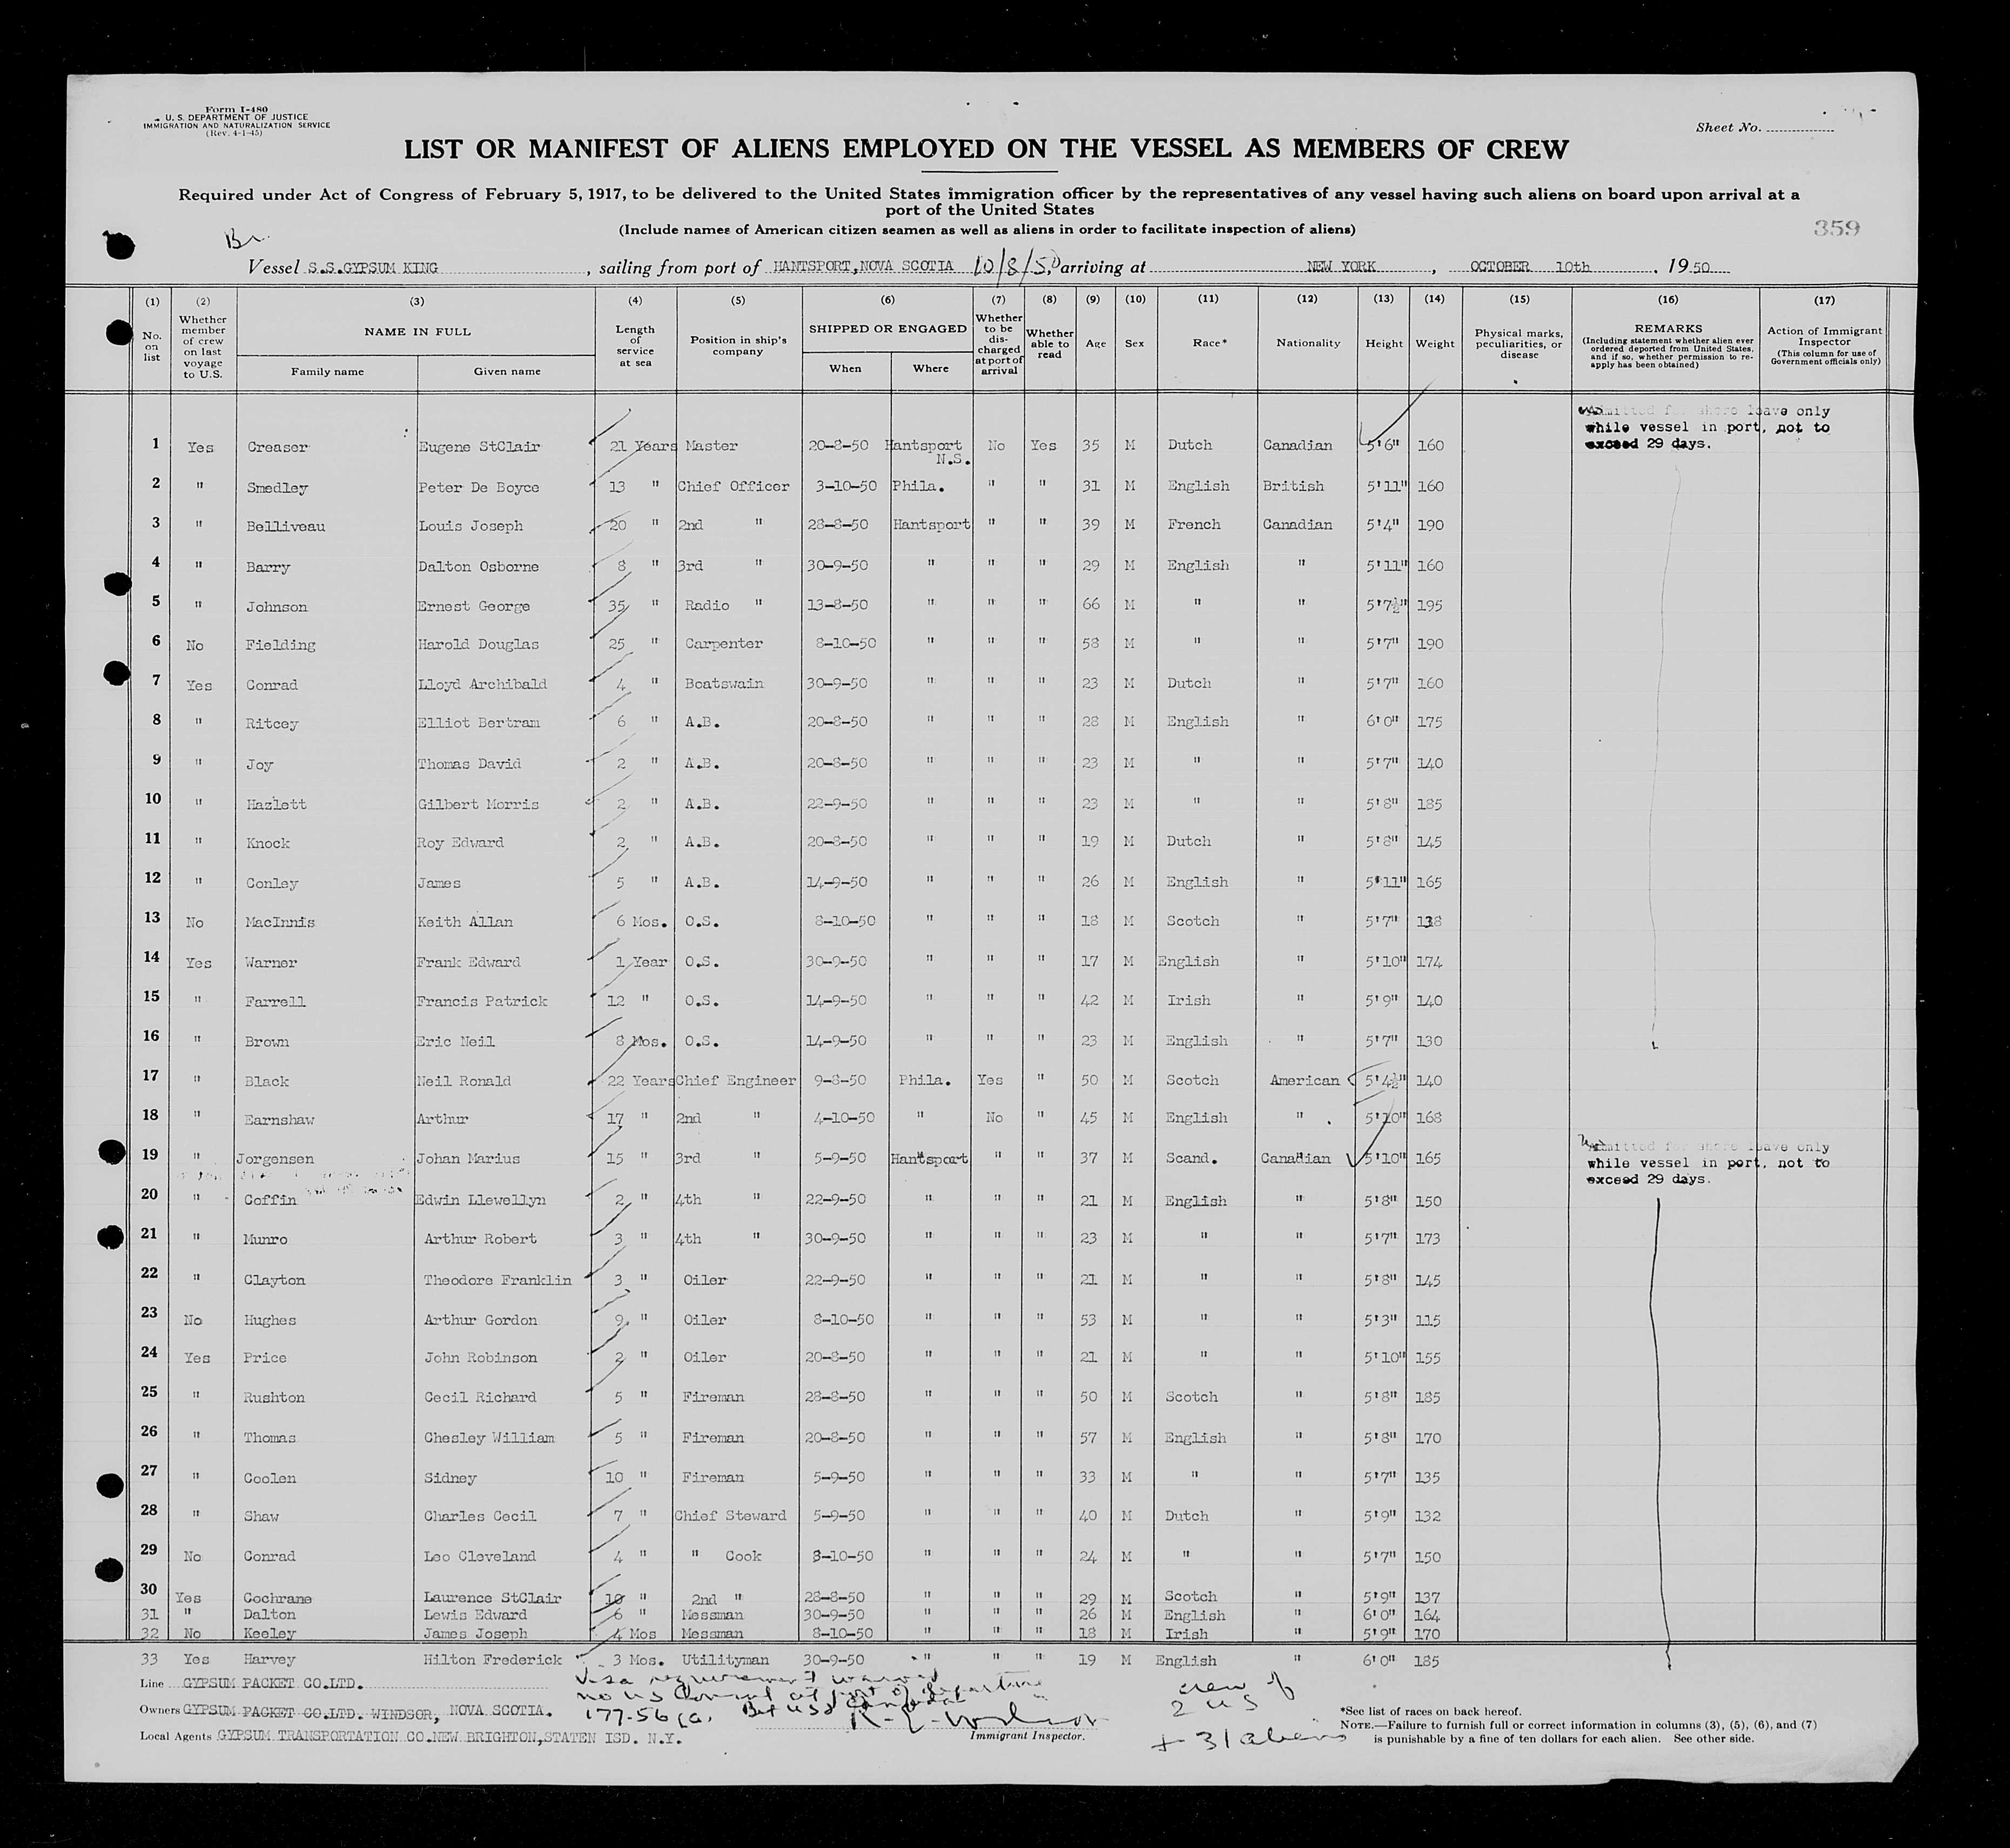 Form I-480
U. S. DEPARTMENT OF JUSTICE
IMMIGRATION AND NATURALIZATION SERVICE
(Rev. 4-1-45)
Sheet No.
LIST OR MANIFEST OF ALIENS EMPLOYED ON THE VESSEL AS MEMBERS OF CREW
Required under Act of Congress of February 5, 1917, to be delivered to the United States immigration officer by the representatives of any vessel having such aliens on board upon arrival at a
port of the United States
(Include names of American citizen seamen as well as aliens in order to facilitate inspection of aliens)
359
Br.
Vessel S.S.GYPSUM KING, sailing from port of HANTSPORT,NOVA SCOTIA 10/8/50, arriving at NEW YORK, OCTOBER 10th, 1950
(1) (2) (3) (4) (5) (6) (7) (8) (9) (10) (11) (12) (13) (14) (15) (16) (17)
No. on list Whether member of crew on last voyage to U.S. NAME IN FULL Family name Given name Length of service at sea Position in ship's company SHIPPED OR ENGAGED When Where Whether to be discharged at port of arrival Whether able to read Age Sex Race* Nationality Height Weight Physical marks, peculiarities, or disease REMARKS (Including statement whether alien ever ordered deported from United States, and if so, whether permission to reapply has been obtained) Action of Immigrant Inspector (This column for use of Government officials only)
Admitted for shore leave only
while vessel in port, not to
exceed 29 days.
1 Yes Creaser Eugene StClair 21 Years Master 20-8-50 Hantsport N.S. No Yes 35 M Dutch Canadian 5'6" 160
2 " Smedley Peter De Boyce 13 " Chief Officer 3-10-50 Phila. " " 31 M English British 5'11" 160
3 " Belliveau Louis Joseph 20 " 2nd " 28-8-50 Hantsport " " 39 M French Canadian 5'4" 190
4 " Barry Dalton Osborne 8 " 3rd " 30-9-50 " " " 29 M English " 5'11" 160
5 " Johnson Ernest George 35 " Radio " 13-8-50 " " " 66 M " " 5'7½" 195
6 No Fielding Harold Douglas 25 " Carpenter 8-10-50 " " " 58 M " " 5'7" 190
7 Yes Conrad Lloyd Archibald 4 " Boatswain 30-9-50 " " " 23 M Dutch " 5'7" 160
8 " Ritcey Elliot Bertram 6 " A.B. 20-8-50 " " " 28 M English " 6'0" 175
9 " Joy Thomas David 2 " A.B. 20-8-50 " " " 23 M " " 5'7" 140
10 " Hazlett Gilbert Morris 2 " A.B. 22-9-50 " " " 23 M " " 5'8" 185
11 " Knock Roy Edward 2 " A.B. 20-8-50 " " " 19 M Dutch " 5'8" 145
12 " Conley James 5 " A.B. 14-9-50 " " " 26 M English " 5'11" 165
13 No MacInnis Keith Allan 6 Mos. O.S. 8-10-50 " " " 18 M Scotch " 5'7" 138
14 Yes Warner Frank Edward 1 Year O.S. 30-9-50 " " " 17 M English " 5'10" 174
15 " Farrell Francis Patrick 12 " O.S. 14-9-50 " " " 42 M Irish " 5'9" 140
16 " Brown Eric Neil 8 Mos. O.S. 14-9-50 " " " 23 M English " 5'7" 130
17 " Black Neil Ronald 22 Years Chief Engineer 9-8-50 Phila. Yes " 50 M Scotch American 5'4½" 140
18 " Earnshaw Arthur 17 " 2nd " 4-10-50 " No " 45 M English " 5'10" 168
Admitted for shore leave only
while vessel in port, not to
exceed 29 days.
19 " Jorgensen Johan Marius 15 " 3rd " 5-9-50 Hantsport " " 37 M Scand. Canadian 5'10" 165
20 " Coffin Edwin Llewellyn 2 " 4th " 22-9-50 " " " 21 M English " 5'8" 150
21 " Munro Arthur Robert 3 " 4th " 30-9-50 " " " 23 M " " 5'7" 173
22 " Clayton Theodore Franklin 3 " Oiler 22-9-50 " " " 21 M " " 5'8" 145
23 No Hughes Arthur Gordon 9 " Oiler 8-10-50 " " " 53 M " " 5'3" 115
24 Yes Price John Robinson 2 " Oiler 20-8-50 " " " 21 M " " 5'10" 155
25 " Rushton Cecil Richard 5 " Fireman 28-8-50 " " " 50 M Scotch " 5'8" 185
26 " Thomas Chesley William 5 " Fireman 20-8-50 " " " 57 M English " 5'8" 170
27 " Coolen Sidney 10 " Fireman 5-9-50 " " " 33 M " " 5'7" 135
28 " Shaw Charles Cecil 7 " Chief Steward 5-9-50 " " " 40 M Dutch " 5'9" 132
29 No Conrad Leo Cleveland 4 " " Cook 8-10-50 " " " 24 M " " 5'7" 150
30 Yes Cochrane Laurence StClair 10 " 2nd " 28-8-50 " " " 29 M Scotch " 5'9" 137
31 " Dalton Lewis Edward 6 " Messman 30-9-50 " " " 26 M English " 6'0" 164
32 No Keeley James Joseph 4 Mos Messman 8-10-50 " " " 18 M Irish " 5'9" 170
33 Yes Harvey Hilton Frederick 3 Mos. Utilityman 30-9-50 " " " 19 M English " 6'0" 185
Line GYPSUM PACKET CO.LTD.
Visa requirement waived
no US Consul at port of departure
177.56
Owners GYPSUM PACKET CO.LTD. WINDSOR, NOVA SCOTIA.
Local Agents GYPSUM TRANSPORTATION CO.NEW BRIGHTON,STATEN ISD. N.Y.
Immigrant Inspector.
crew of
2 US
+ 31 aliens
*See list of races on back hereof.
NOTE.—Failure to furnish full or correct information in columns (3), (5), (6), and (7)
is punishable by a fine of ten dollars for each alien. See other side.